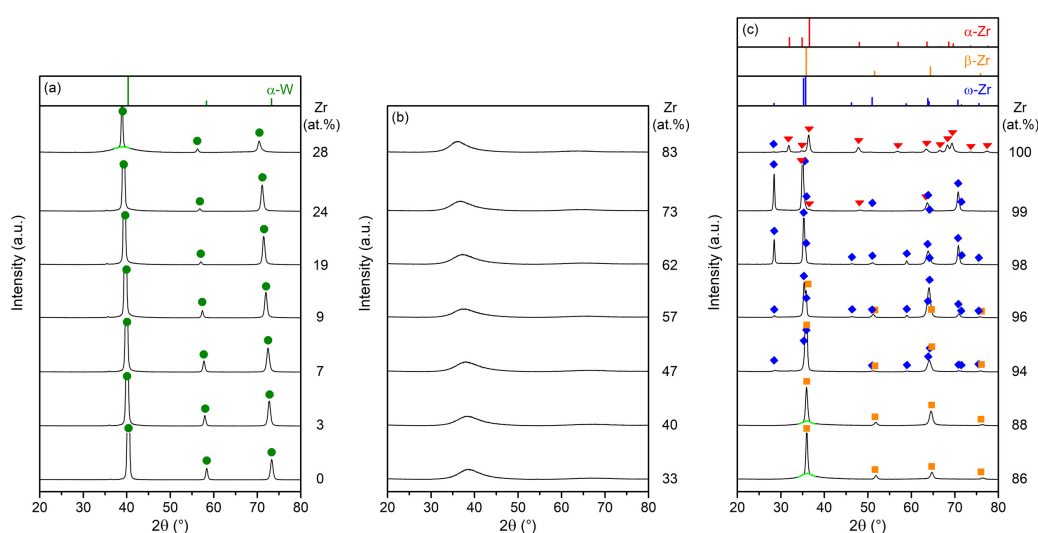 (c)
α-Zr
β-Zr
(a)
α-W
Zr
(at.%)
28
24
19
9
7
3
0
Intensity (a.u.)
20 30 40 50 60 70 80
2θ (°)
(b)
Zr
(at.%)
83
73
62
57
47
40
33
Intensity (a.u.)
20 30 40 50 60 70 80
2θ (°)
ω-Zr
Zr
(at.%)
100
99
98
96
94
88
86
Intensity (a.u.)
20 30 40 50 60 70 80
2θ (°)